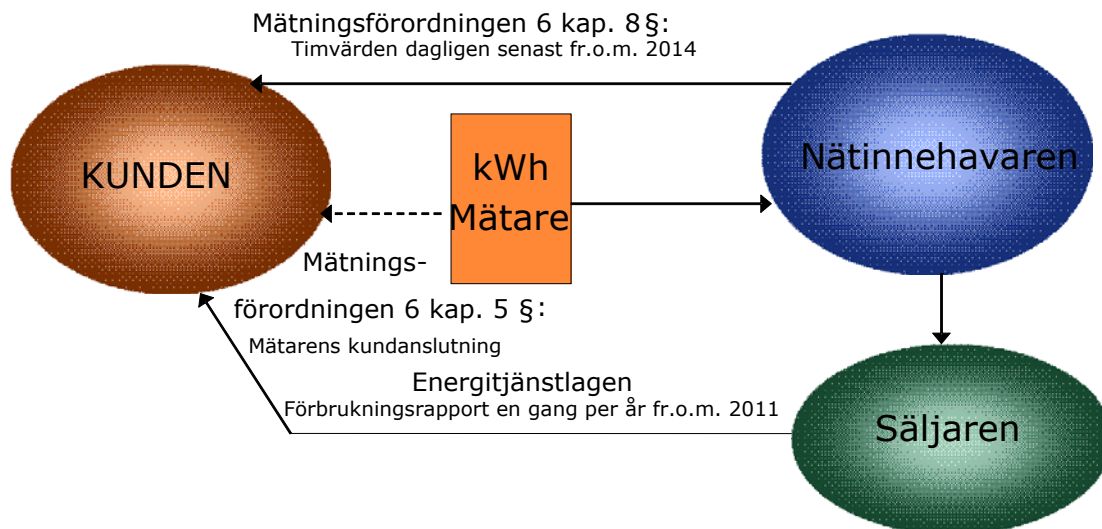 Mätningsförordningen 6 kap. 8 §:
Timvärden dagligen senast fr.o.m. 2014
KUNDEN
kWh
Mätare
Nätinnehavaren
Mätnings-
förordningen 6 kap. 5 §:
Mätarens kundanslutning
Energitjänstlagen
Förbrukningsrapport en gang per år fr.o.m. 2011
Säljaren